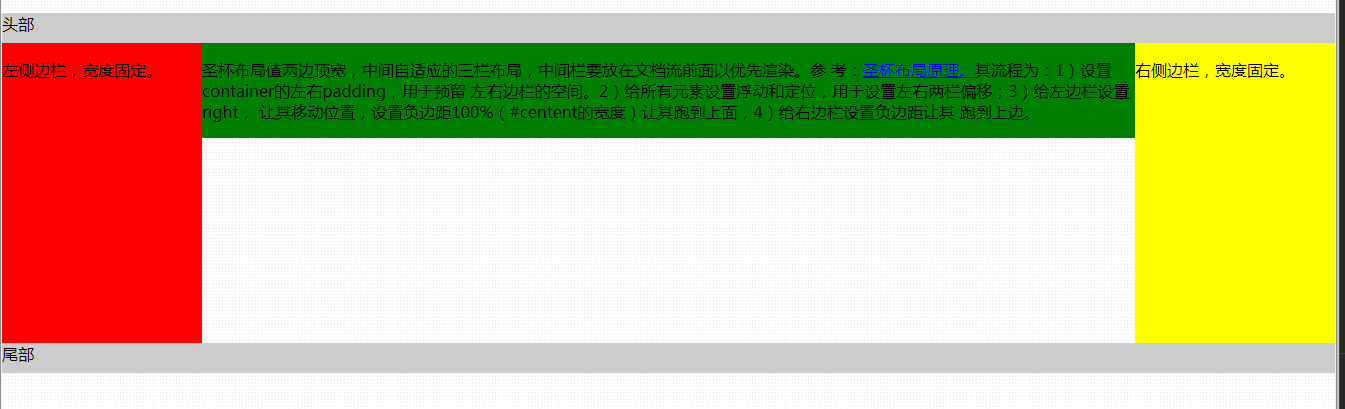 头部
左侧边栏，宽度固定。
圣杯布局值两边顶宽，中间自适应的三栏布局，中间栏要放在文档流前面以优先渲染。参 考：圣杯布局原理。其流程为：1）设置
container的左右padding，用于预留 左右边栏的空间。2）给所有元素设置浮动和定位，用于设置左右两栏偏移；3）给左边栏设置
right， 让其移动位置，设置负边距100%（#centent的宽度）让其跑到上面，4）给右边栏设置负边距让其 跑到上边。
右侧边栏，宽度固定。
尾部